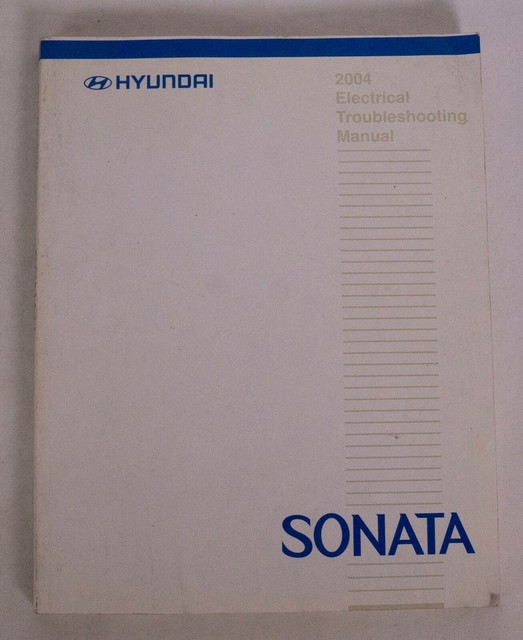 HYUNDAI
2004
Electrical
Troubleshooting
Manual
SONATA